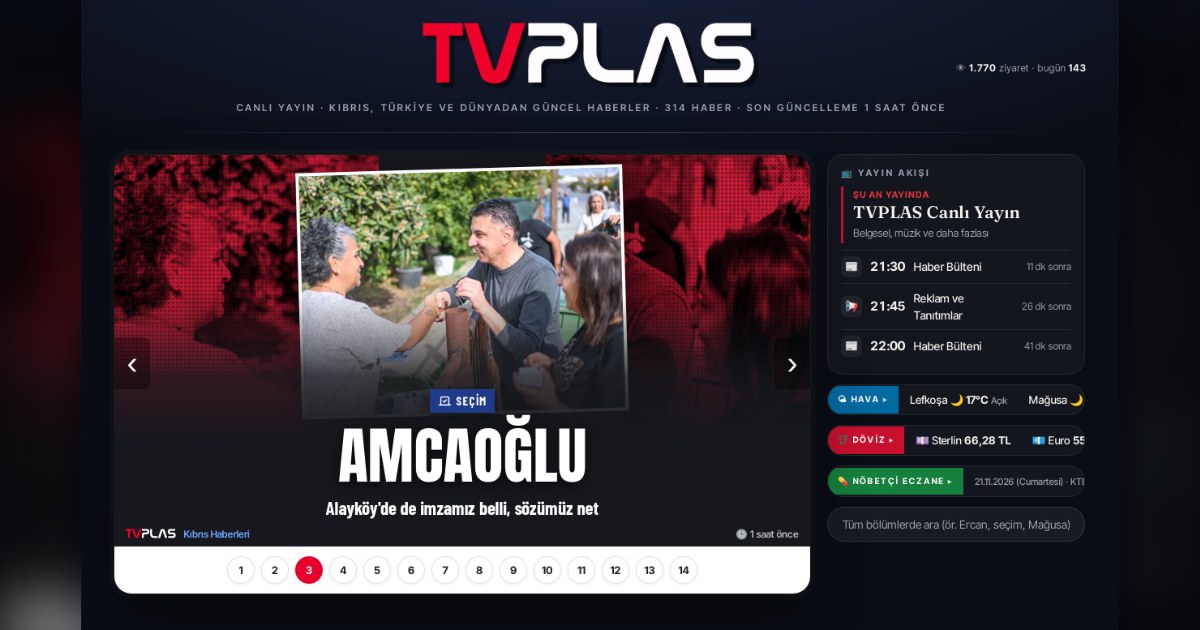 TVPLAS
1.770 ziyaret · bugün 143
CANLI YAYIN · KIBRIS, TÜRKİYE VE DÜNYADAN GÜNCEL HABERLER · 314 HABER · SON GÜNCELLEME 1 SAAT ÖNCE
SEÇİM
AMCAOĞLU
Alayköy'de de imzamız belli, sözümüz net
TVPLAS Kıbrıs Haberleri
1 saat önce
1 2 3 4 5 6 7 8 9 10 11 12 13 14
YAYIN AKIŞI
ŞU AN YAYINDA
TVPLAS Canlı Yayın
Belgesel, müzik ve daha fazlası
21:30 Haber Bülteni 11 dk sonra
21:45 Reklam ve Tanıtımlar 26 dk sonra
22:00 Haber Bülteni 41 dk sonra
HAVA ▸ Lefkoşa 17°C Açık Mağusa
DÖVİZ ▸ Sterlin 66,28 TL Euro 55
NÖBETÇİ ECZANE ▸ 21.11.2026 (Cumartesi) · KTE
Tüm bölümlerde ara (ör. Ercan, seçim, Mağusa)